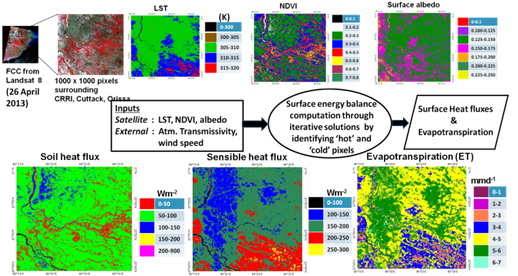 LST
NDVI
Surface albedo
(K)
0-300
300-305
305-310
310-315
315-320
0-0.1
0.1-0.2
0.2-0.3
0.3-0.4
0.4-0.5
0.5-0.6
0.6-0.7
0.7-0.8
0-0.1
0.100-0.125
0.125-0.150
0.150-0.175
0.175-0.200
0.200-0.225
0.225-0.250
FCC from
Landsat 8
(26 April
2013)
1000 x 1000 pixels
surrounding
CRRI, Cuttack, Orissa
Inputs
Satellite : LST, NDVI, albedo
External : Atm. Transmissivity,
wind speed
Surface energy balance
computation through
iterative solutions by
identifying ‘hot’ and
‘cold’ pixels
Surface Heat fluxes
&
Evapotranspiration
Soil heat flux
Sensible heat flux
Evapotranspiration (ET)
Wm-2
0-50
50-100
100-150
150-200
200-900
Wm-2
0-100
100-150
150-200
200-250
250-300
mmd-1
0-1
1-2
2-3
3-4
4-5
5-6
6-7